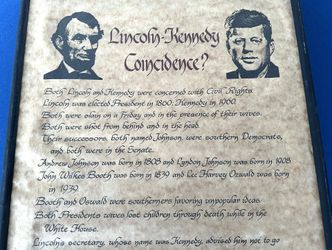 Lincoln-Kennedy
Coincidence?
Both Lincoln and Kennedy were concerned with Civil Rights.
Lincoln was elected President in 1860; Kennedy in 1960.
Both were slain on a Friday and in the presence of their wives.
Both were shot from behind and in the head.
Their successors, both named Johnson, were southern Democrats,
and both were in the Senate.
Andrew Johnson was born in 1808 and Lyndon Johnson was born in 1908.
John Wilkes Booth was born in 1839 and Lee Harvey Oswald was born
in 1939.
Booth and Oswald were southerners favoring unpopular ideas.
Both Presidents' wives lost children through death while in the
White House.
Lincoln's secretary, whose name was Kennedy, advised him not to go